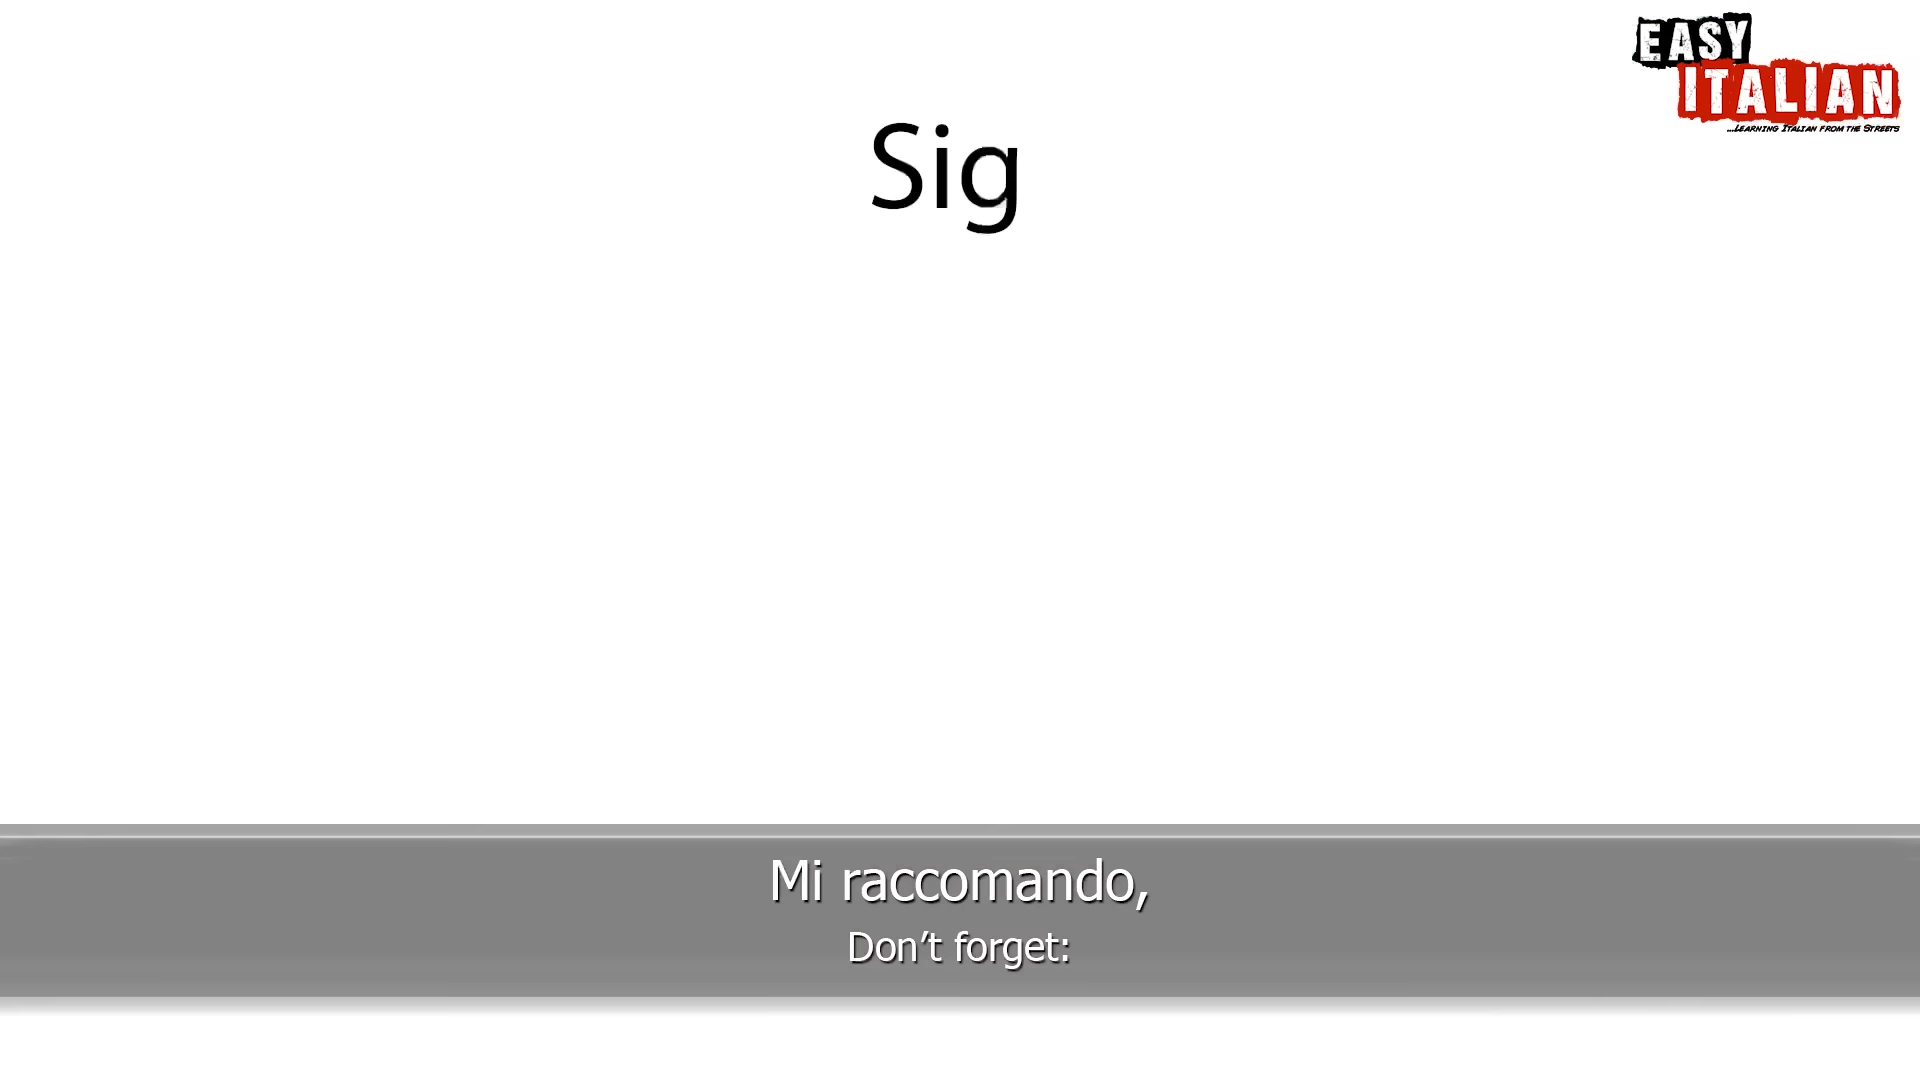 EASY
ITALIAN
...LEARNING ITALIAN FROM THE STREETS
Sig
Mi raccomando,
Don’t forget: